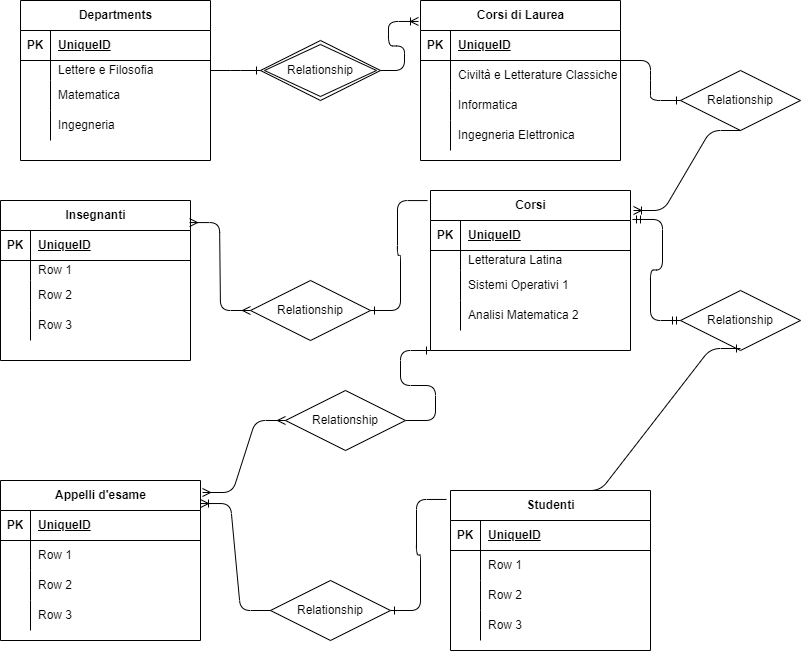 Departments
PK UniqueID
Lettere e Filosofia
Matematica
Ingegneria
Relationship
Corsi di Laurea
PK UniqueID
Civiltà e Letterature Classiche
Informatica
Ingegneria Elettronica
Relationship
Insegnanti
PK UniqueID
Row 1
Row 2
Row 3
Relationship
Corsi
PK UniqueID
Letteratura Latina
Sistemi Operativi 1
Analisi Matematica 2
Relationship
Relationship
Appelli d'esame
PK UniqueID
Row 1
Row 2
Row 3
Relationship
Studenti
PK UniqueID
Row 1
Row 2
Row 3